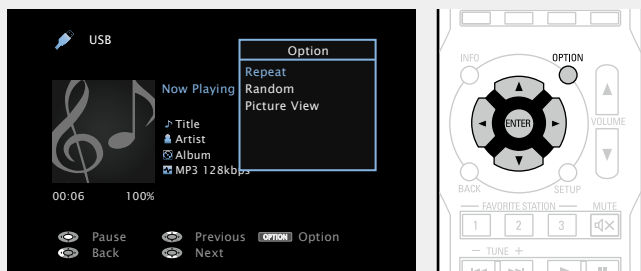 USB
Option
Repeat
Random
Picture View
Now Playing
Title
Artist
Album
MP3 128kbps
00:06 100%
Pause Previous OPTION Option
Back Next
INFO OPTION
ENTER
VOLUME
BACK SETUP
FAVORITE STATION MUTE
1 2 3
− TUNE +